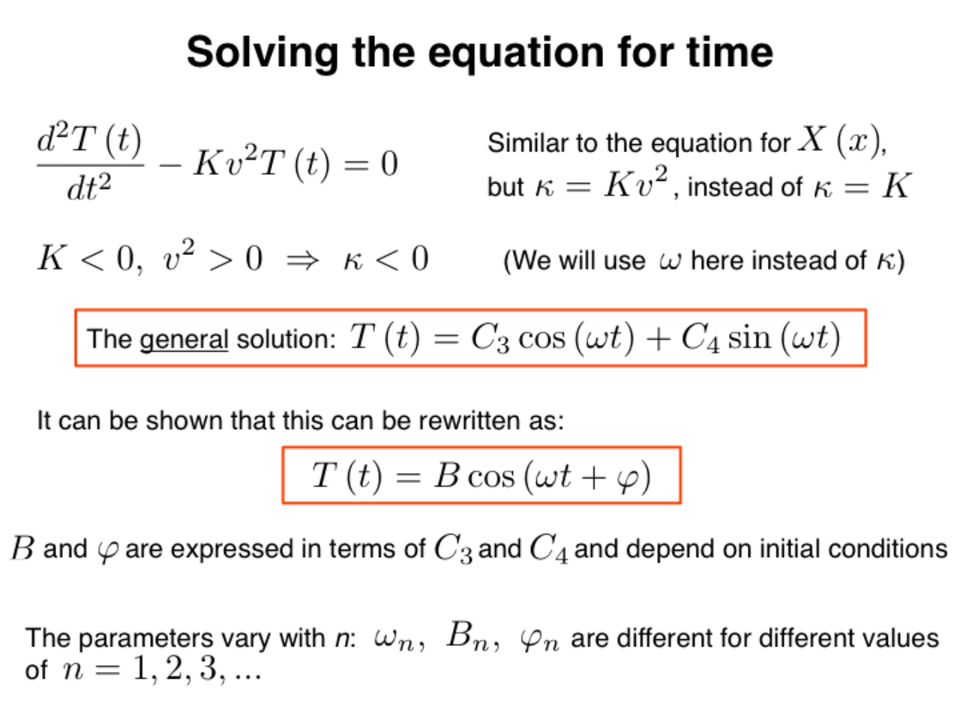 Solving the equation for time
d²T (t)/dt² − Kv²T (t) = 0
Similar to the equation for X (x),
but κ = Kv², instead of κ = K
K < 0, v² > 0 ⇒ κ < 0
(We will use ω here instead of κ)
The general solution: T (t) = C₃ cos (ωt) + C₄ sin (ωt)
It can be shown that this can be rewritten as:
T (t) = B cos (ωt + φ)
B and φ are expressed in terms of C₃ and C₄ and depend on initial conditions
The parameters vary with n: ωₙ, Bₙ, φₙ are different for different values
of n = 1, 2, 3, ...